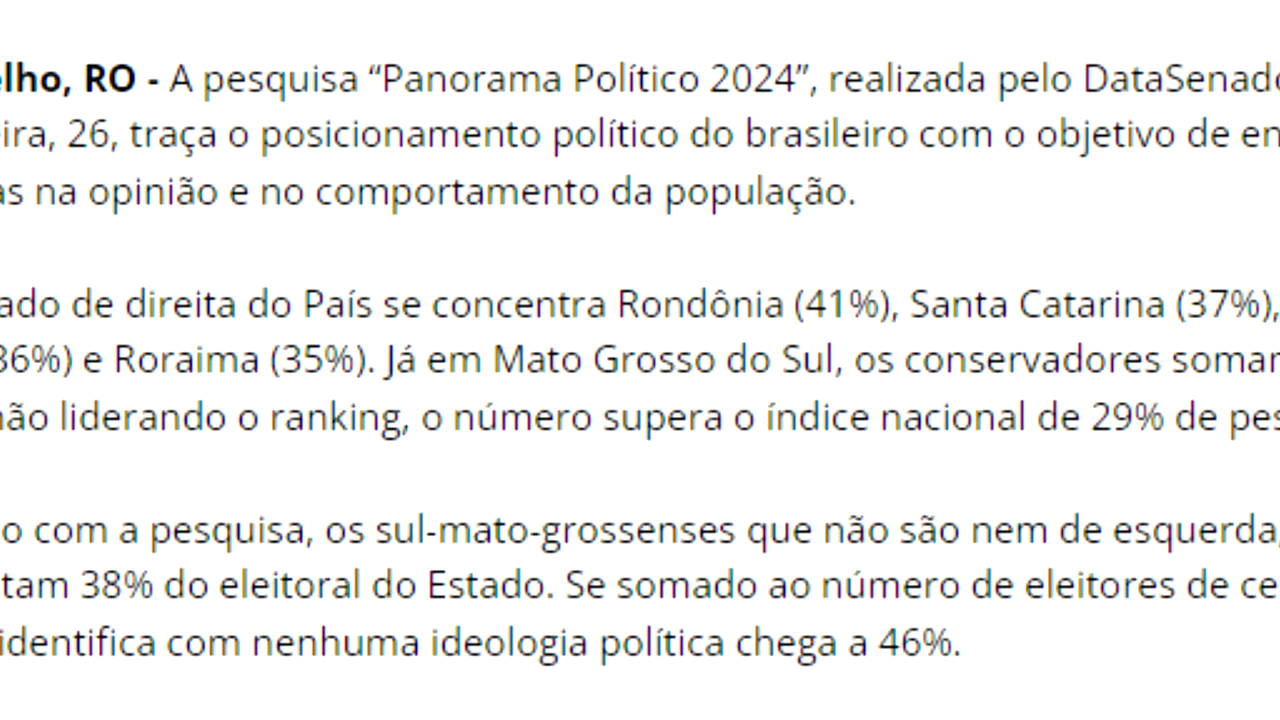 elho, RO - A pesquisa “Panorama Político 2024”, realizada pelo DataSenado
eira, 26, traça o posicionamento político do brasileiro com o objetivo de en
as na opinião e no comportamento da população.
ado de direita do País se concentra Rondônia (41%), Santa Catarina (37%),
36%) e Roraima (35%). Já em Mato Grosso do Sul, os conservadores somam
não liderando o ranking, o número supera o índice nacional de 29% de pes
o com a pesquisa, os sul-mato-grossenses que não são nem de esquerda,
tam 38% do eleitoral do Estado. Se somado ao número de eleitores de ce
identifica com nenhuma ideologia política chega a 46%.